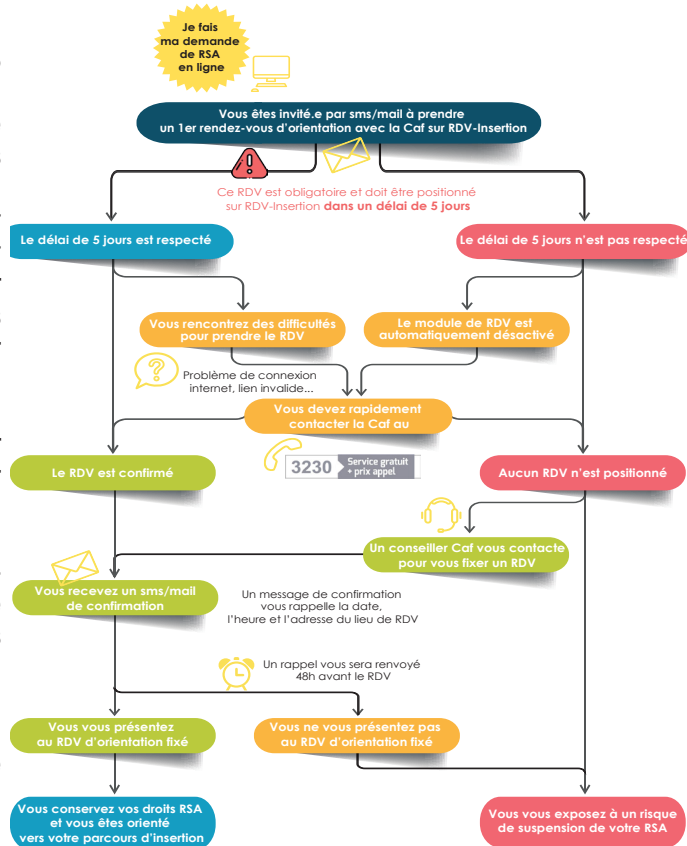 Je fais
ma demande
de RSA
en ligne
Vous êtes invité.e par sms/mail à prendre
un 1er rendez-vous d'orientation avec la Caf sur RDV-Insertion
Ce RDV est obligatoire et doit être positionné
sur RDV-Insertion dans un délai de 5 jours
Le délai de 5 jours est respecté
Le délai de 5 jours n'est pas respecté
Vous rencontrez des difficultés
pour prendre le RDV
Le module de RDV est
automatiquement désactivé
Problème de connexion
internet, lien invalide...
Vous devez rapidement
contacter la Caf au
3230 Service gratuit
+ prix appel
Le RDV est confirmé
Aucun RDV n'est positionné
Un conseiller Caf vous contacte
pour vous fixer un RDV
Vous recevez un sms/mail
de confirmation
Un message de confirmation
vous rappelle la date,
l'heure et l'adresse du lieu de RDV
Un rappel vous sera renvoyé
48h avant le RDV
Vous vous présentez
au RDV d'orientation fixé
Vous ne vous présentez pas
au RDV d'orientation fixé
Vous conservez vos droits RSA
et vous êtes orienté
vers votre parcours d'insertion
Vous vous exposez à un risque
de suspension de votre RSA